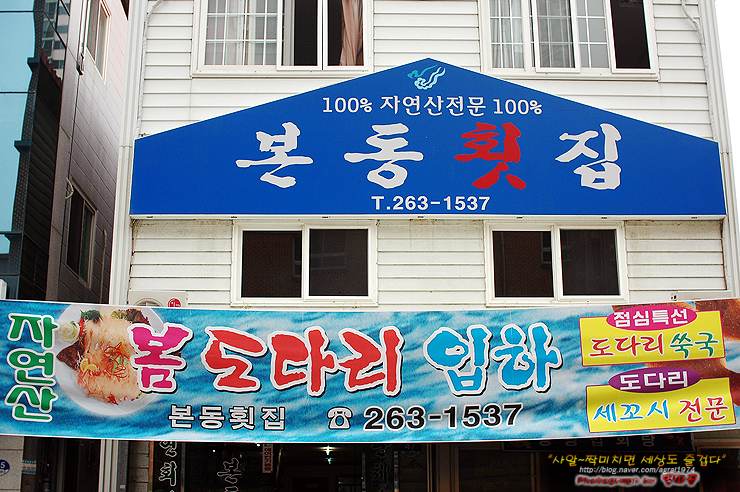 100% 자연산전문 100%
본동횟집
T.263-1537
자연산
봄 도다리 입하
본동횟집 ☎ 263-1537
점심특선
도다리쑥국
도다리
세꼬시 전문
"사알~짝미치면 세상도 즐겁다"
http://blog.naver.com/agral1974